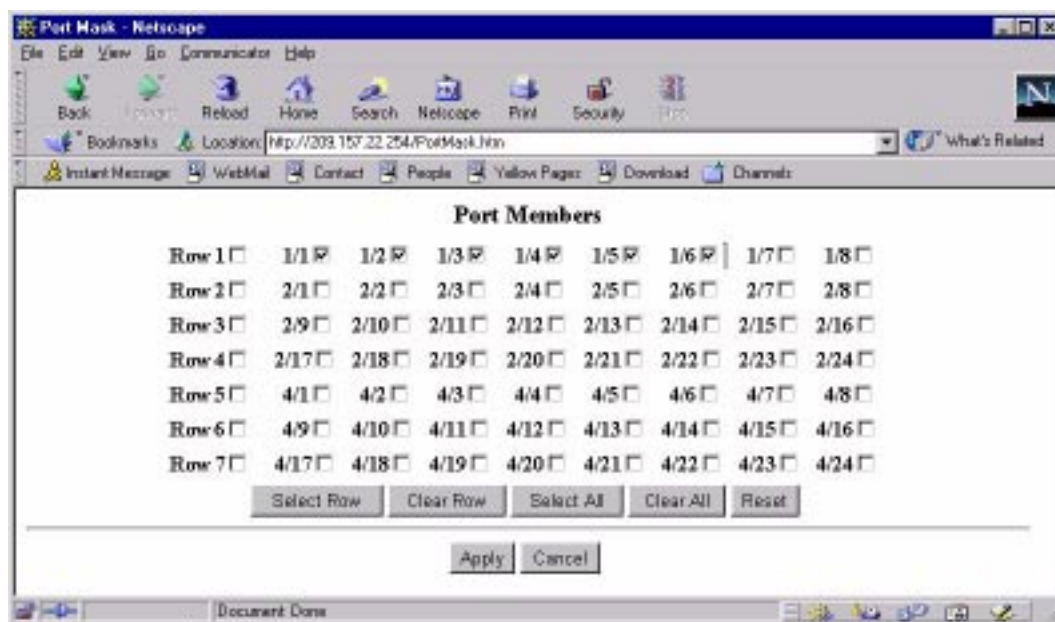 Port Mask - Netscape
File Edit View Go Communicator Help
Back Forward Reload Home Search Netscape Print Security Stop
N
Bookmarks Location: http://209.157.22.254/PortMask.htm What's Related
Instant Message WebMail Contact People Yellow Pages Download Channels
Port Members
Row 1 1/1 1/2 1/3 1/4 1/5 1/6 1/7 1/8
Row 2 2/1 2/2 2/3 2/4 2/5 2/6 2/7 2/8
Row 3 2/9 2/10 2/11 2/12 2/13 2/14 2/15 2/16
Row 4 2/17 2/18 2/19 2/20 2/21 2/22 2/23 2/24
Row 5 4/1 4/2 4/3 4/4 4/5 4/6 4/7 4/8
Row 6 4/9 4/10 4/11 4/12 4/13 4/14 4/15 4/16
Row 7 4/17 4/18 4/19 4/20 4/21 4/22 4/23 4/24
Select Row Clear Row Select All Clear All Reset
Apply Cancel
Document Done